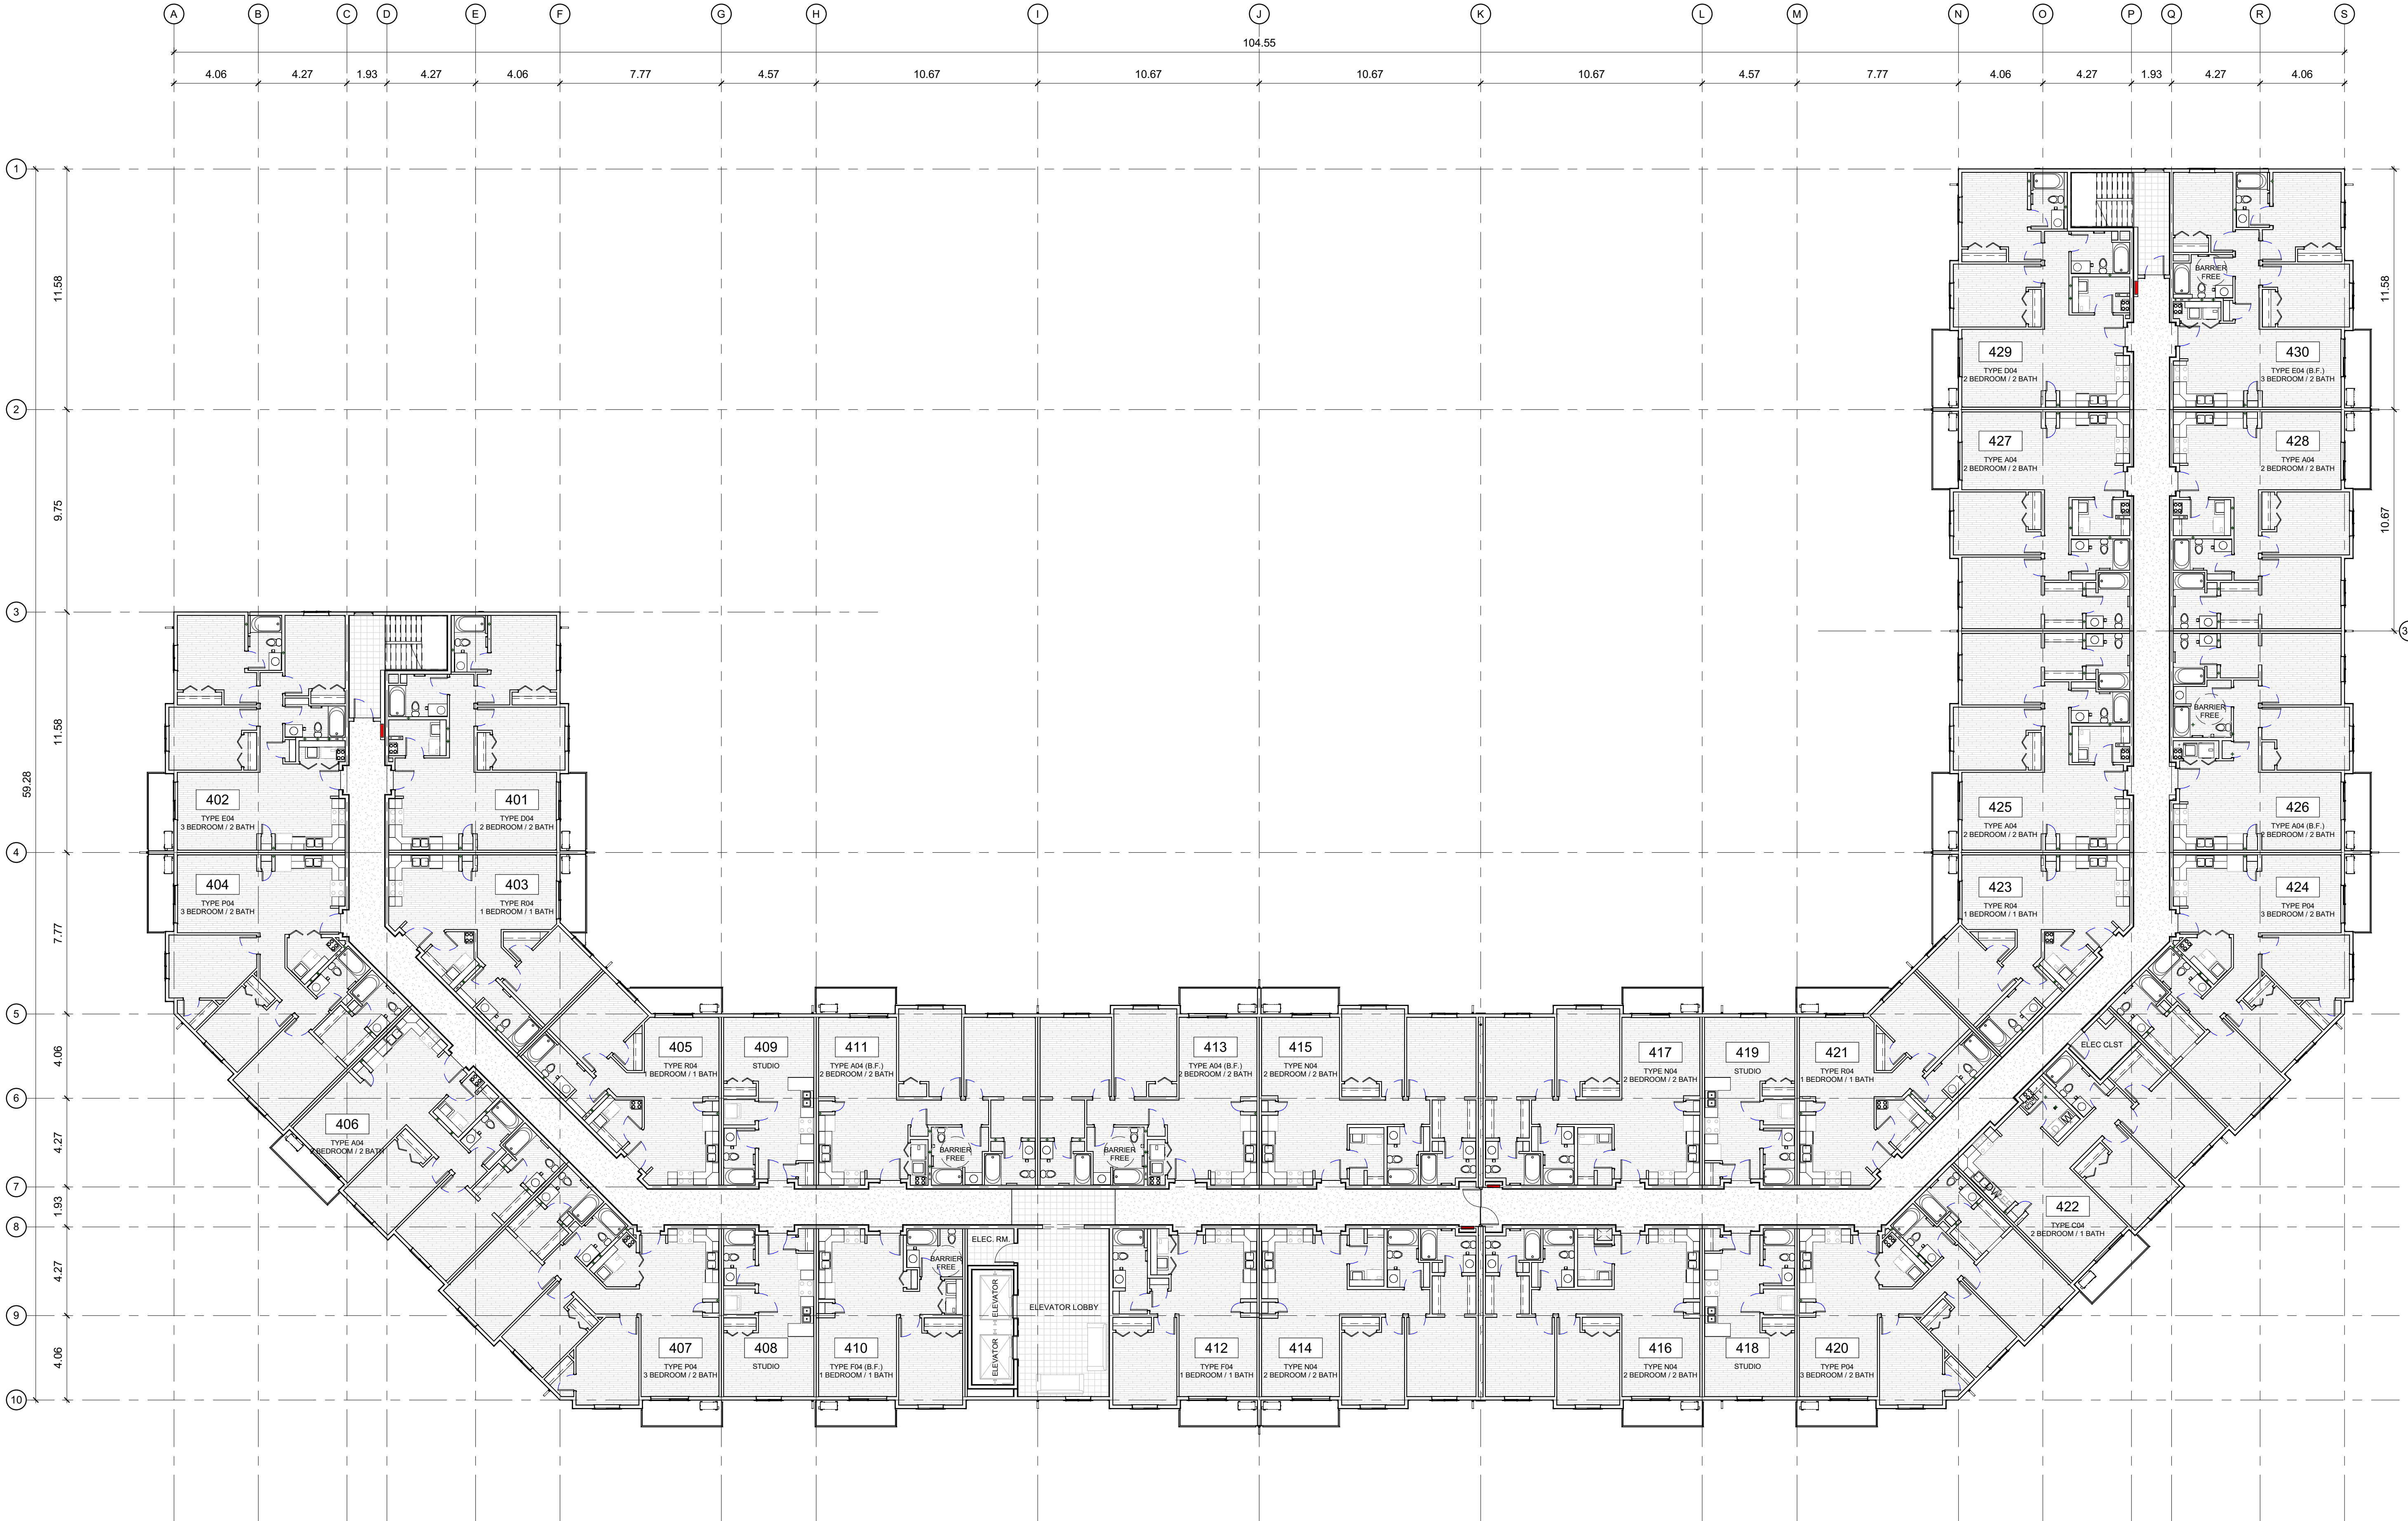 A B C D E F G H I J K L M N O P Q R S
104.55
4.06 4.27 1.93 4.27 4.06 7.77 4.57 10.67 10.67 10.67 10.67 4.57 7.77 4.06 4.27 1.93 4.27 4.06
1
2
3
4
5
6
7
8
9
10
59.28
11.58
9.75
11.58
7.77
4.06
4.27
1.93
4.27
4.06
11.58
10.67
3
BARRIER
FREE
429
TYPE D04
2 BEDROOM / 2 BATH
430
TYPE E04 (B.F.)
3 BEDROOM / 2 BATH
427
TYPE A04
2 BEDROOM / 2 BATH
428
TYPE A04
2 BEDROOM / 2 BATH
BARRIER
FREE
402
TYPE E04
3 BEDROOM / 2 BATH
401
TYPE D04
2 BEDROOM / 2 BATH
425
TYPE A04
2 BEDROOM / 2 BATH
426
TYPE A04 (B.F.)
2 BEDROOM / 2 BATH
404
TYPE P04
3 BEDROOM / 2 BATH
403
TYPE R04
1 BEDROOM / 1 BATH
423
TYPE R04
1 BEDROOM / 1 BATH
424
TYPE P04
3 BEDROOM / 2 BATH
405
TYPE R04
1 BEDROOM / 1 BATH
409
STUDIO
411
TYPE A04 (B.F.)
2 BEDROOM / 2 BATH
413
TYPE A04 (B.F.)
2 BEDROOM / 2 BATH
415
TYPE N04
2 BEDROOM / 2 BATH
417
TYPE N04
2 BEDROOM / 2 BATH
419
STUDIO
421
TYPE R04
1 BEDROOM / 1 BATH
ELEC CLST.
406
TYPE A04
2 BEDROOM / 2 BATH
BARRIER
FREE
BARRIER
FREE
422
TYPE C04
2 BEDROOM / 1 BATH
ELEC. RM.
BARRIER
FREE
ELEVATOR
ELEVATOR
ELEVATOR LOBBY
407
TYPE P04
3 BEDROOM / 2 BATH
408
STUDIO
410
TYPE F04 (B.F.)
1 BEDROOM / 1 BATH
412
TYPE F04
1 BEDROOM / 1 BATH
414
TYPE N04
2 BEDROOM / 2 BATH
416
TYPE N04
2 BEDROOM / 2 BATH
418
STUDIO
420
TYPE P04
3 BEDROOM / 2 BATH